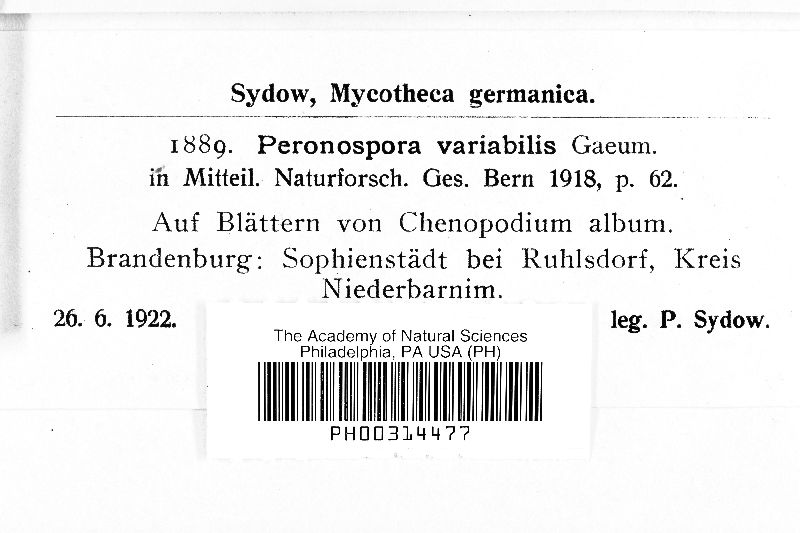 Sydow, Mycotheca germanica.
1889. Peronospora variabilis Gaeum.
in Mitteil. Naturforsch. Ges. Bern 1918, p. 62.
Auf Blättern von Chenopodium album.
Brandenburg: Sophienstädt bei Ruhlsdorf, Kreis
Niederbarnim.
26. 6. 1922. leg. P. Sydow.
The Academy of Natural Sciences
Philadelphia, PA USA (PH)
PH00314477